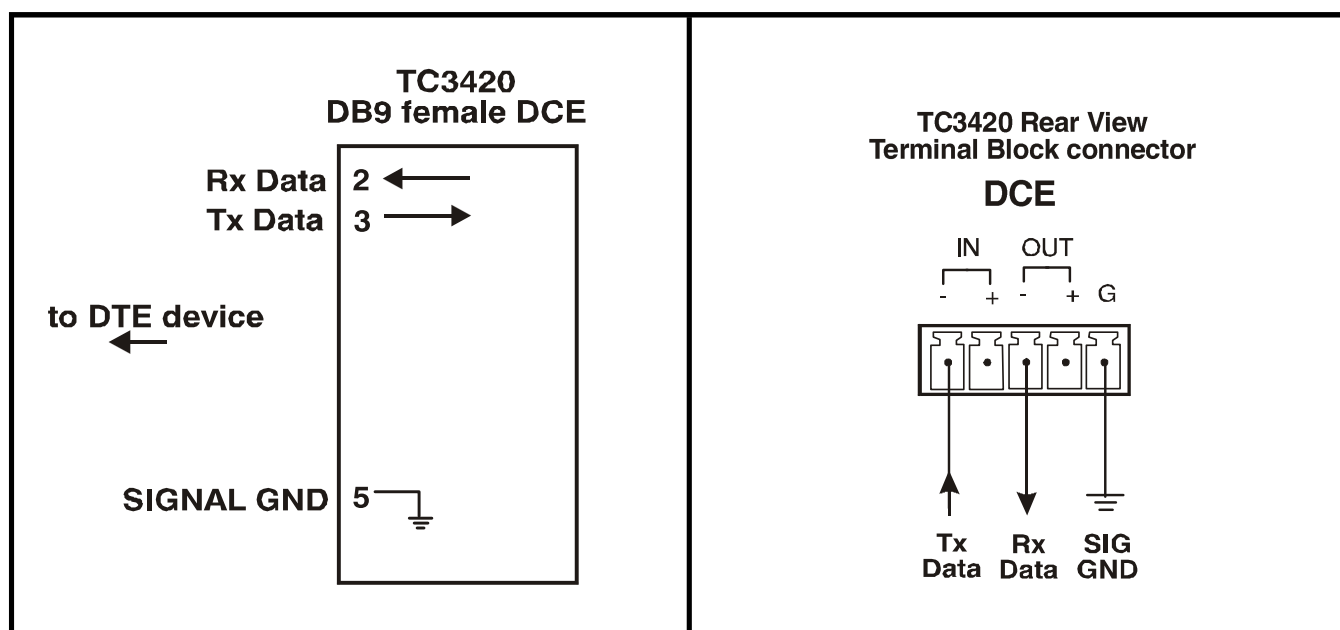 TC3420
DB9 female DCE
Rx Data 2
Tx Data 3
to DTE device
SIGNAL GND 5
TC3420 Rear View
Terminal Block connector
DCE
IN OUT
- + - + G
Tx Data
Rx Data
SIG GND